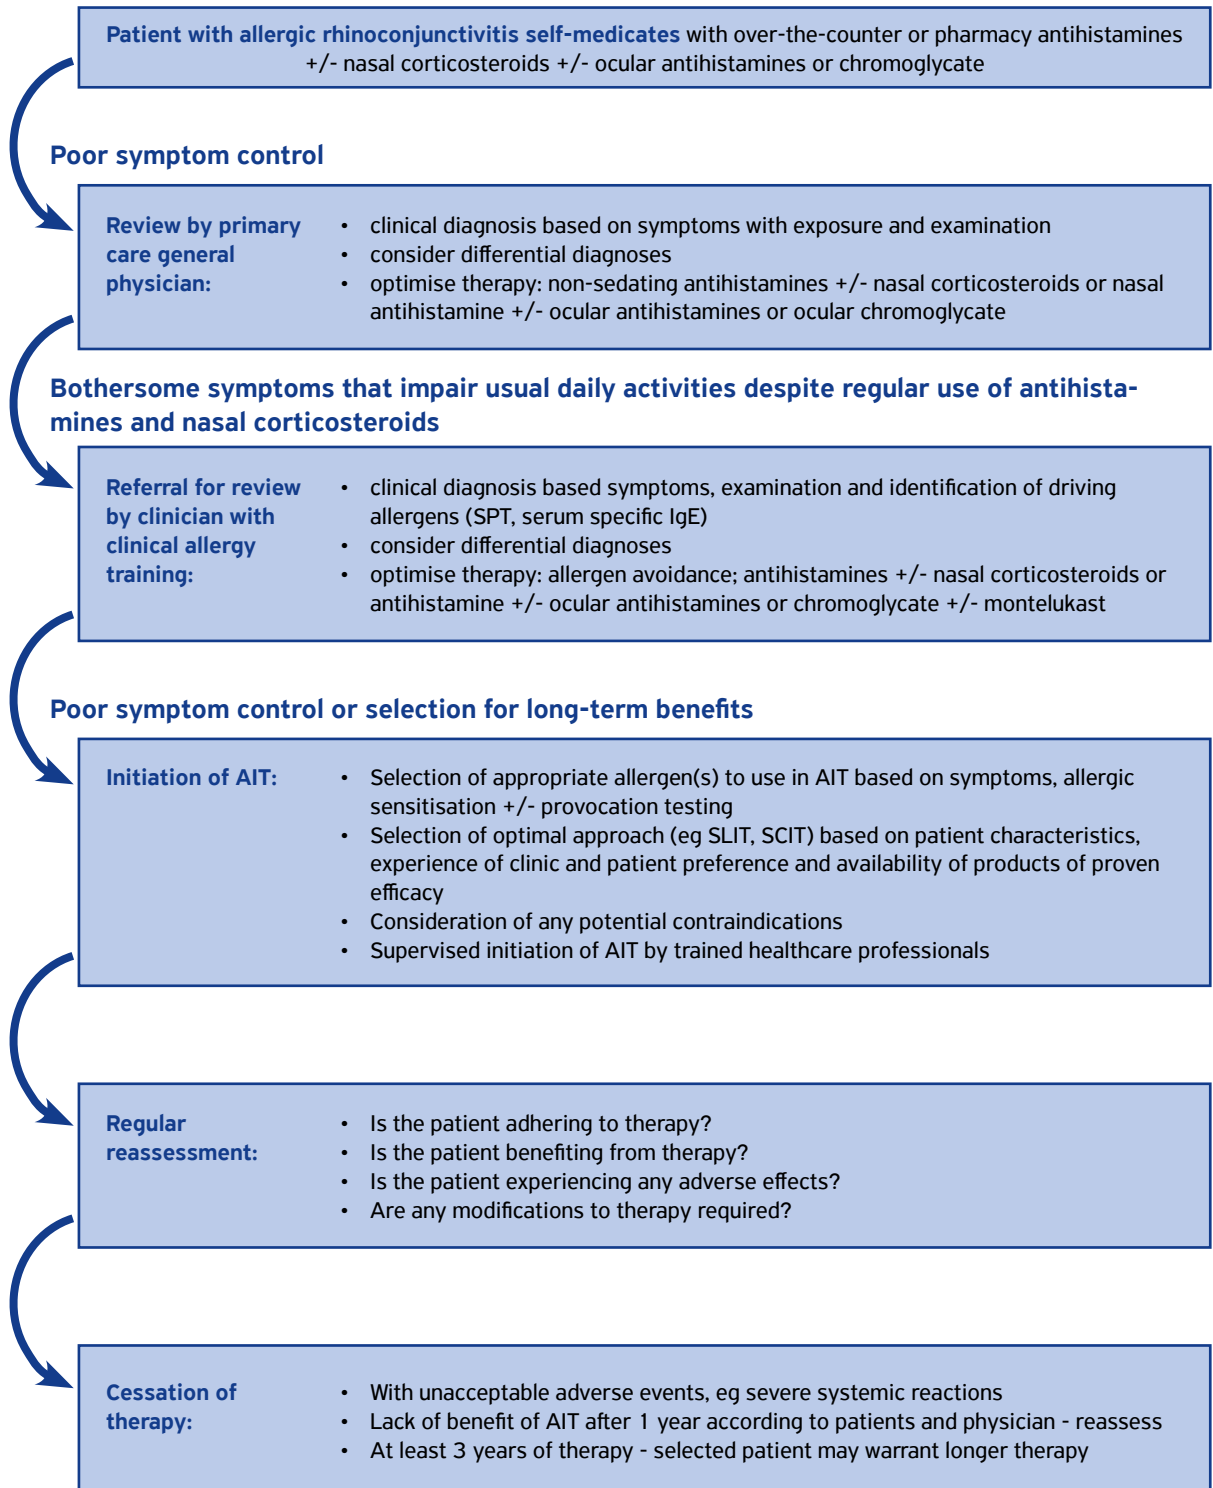 Patient with allergic rhinoconjunctivitis self-medicates with over-the-counter or pharmacy antihistamines
+/- nasal corticosteroids +/- ocular antihistamines or chromoglycate
Poor symptom control
Review by primary
care general
physician:
• clinical diagnosis based on symptoms with exposure and examination
• consider differential diagnoses
• optimise therapy: non-sedating antihistamines +/- nasal corticosteroids or nasal
antihistamine +/- ocular antihistamines or ocular chromoglycate
Bothersome symptoms that impair usual daily activities despite regular use of antihista-
mines and nasal corticosteroids
Referral for review
by clinician with
clinical allergy
training:
• clinical diagnosis based symptoms, examination and identification of driving
allergens (SPT, serum specific IgE)
• consider differential diagnoses
• optimise therapy: allergen avoidance; antihistamines +/- nasal corticosteroids or
antihistamine +/- ocular antihistamines or chromoglycate +/- montelukast
Poor symptom control or selection for long-term benefits
Initiation of AIT:
• Selection of appropriate allergen(s) to use in AIT based on symptoms, allergic
sensitisation +/- provocation testing
• Selection of optimal approach (eg SLIT, SCIT) based on patient characteristics,
experience of clinic and patient preference and availability of products of proven
efficacy
• Consideration of any potential contraindications
• Supervised initiation of AIT by trained healthcare professionals
Regular
reassessment:
• Is the patient adhering to therapy?
• Is the patient benefiting from therapy?
• Is the patient experiencing any adverse effects?
• Are any modifications to therapy required?
Cessation of
therapy:
• With unacceptable adverse events, eg severe systemic reactions
• Lack of benefit of AIT after 1 year according to patients and physician - reassess
• At least 3 years of therapy - selected patient may warrant longer therapy